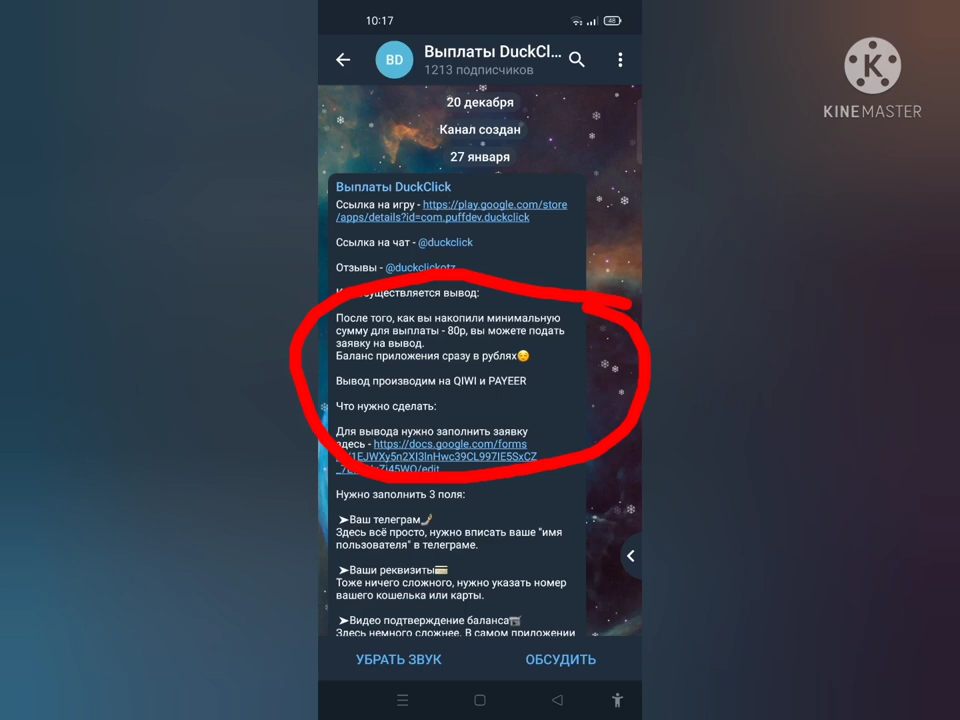 10:17
48
BD
Выплаты DuckCl...
1213 подписчиков
K
KINEMASTER
20 декабря
Канал создан
27 января
Выплаты DuckClick
Ссылка на игру - https://play.google.com/store
/apps/details?id=com.puffdev.duckclick
Ссылка на чат - @duckclick
Отзывы - @duckclickotz
осуществляется вывод:
После того, как вы накопили минимальную
сумму для выплаты - 80р, вы можете подать
заявку на вывод.
Баланс приложения сразу в рублях😏
Вывод производим на QIWI и PAYEER
Что нужно сделать:
Для вывода нужно заполнить заявку
здесь - https://docs.google.com/forms
Нужно заполнить 3 поля:
➤Ваш телеграм🤳
Здесь всё просто, нужно вписать ваше "имя
пользователя" в телеграме.
➤Ваши реквизиты💳
Тоже ничего сложного, нужно указать номер
вашего кошелька или карты.
➤Видео подтверждение баланса📹
Здесь немного сложнее. В самом приложении
УБРАТЬ ЗВУК
ОБСУДИТЬ